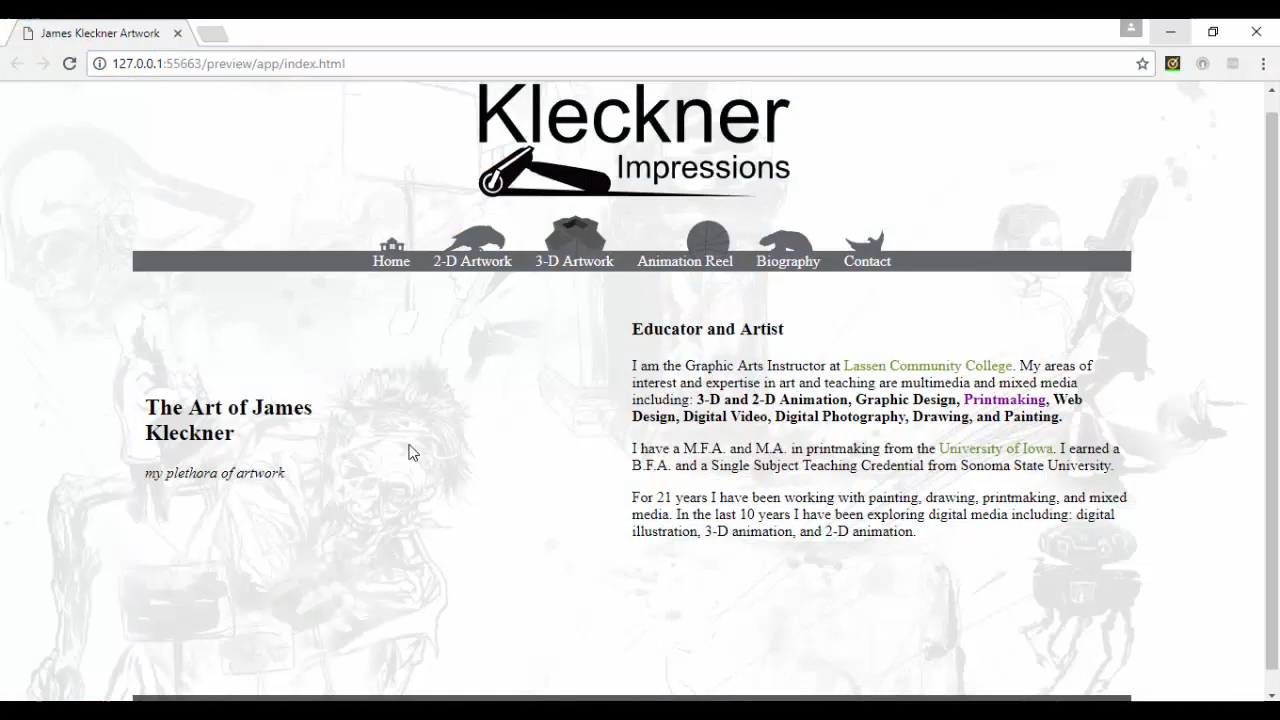 James Kleckner Artwork
127.0.0.1:55663/preview/app/index.html
Kleckner
Impressions
Home 2-D Artwork 3-D Artwork Animation Reel Biography Contact
The Art of James
Kleckner
my plethora of artwork
Educator and Artist
I am the Graphic Arts Instructor at Lassen Community College. My areas of
interest and expertise in art and teaching are multimedia and mixed media
including: 3-D and 2-D Animation, Graphic Design, Printmaking, Web
Design, Digital Video, Digital Photography, Drawing, and Painting.
I have a M.F.A. and M.A. in printmaking from the University of Iowa. I earned a
B.F.A. and a Single Subject Teaching Credential from Sonoma State University.
For 21 years I have been working with painting, drawing, printmaking, and mixed
media. In the last 10 years I have been exploring digital media including: digital
illustration, 3-D animation, and 2-D animation.